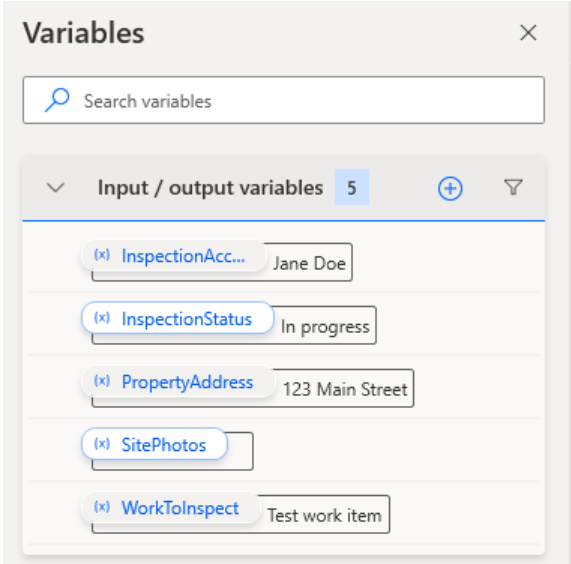 Variables
Search variables
Input / output variables 5
(x) InspectionAcc... Jane Doe
(x) InspectionStatus In progress
(x) PropertyAddress 123 Main Street
(x) SitePhotos
(x) WorkToInspect Test work item